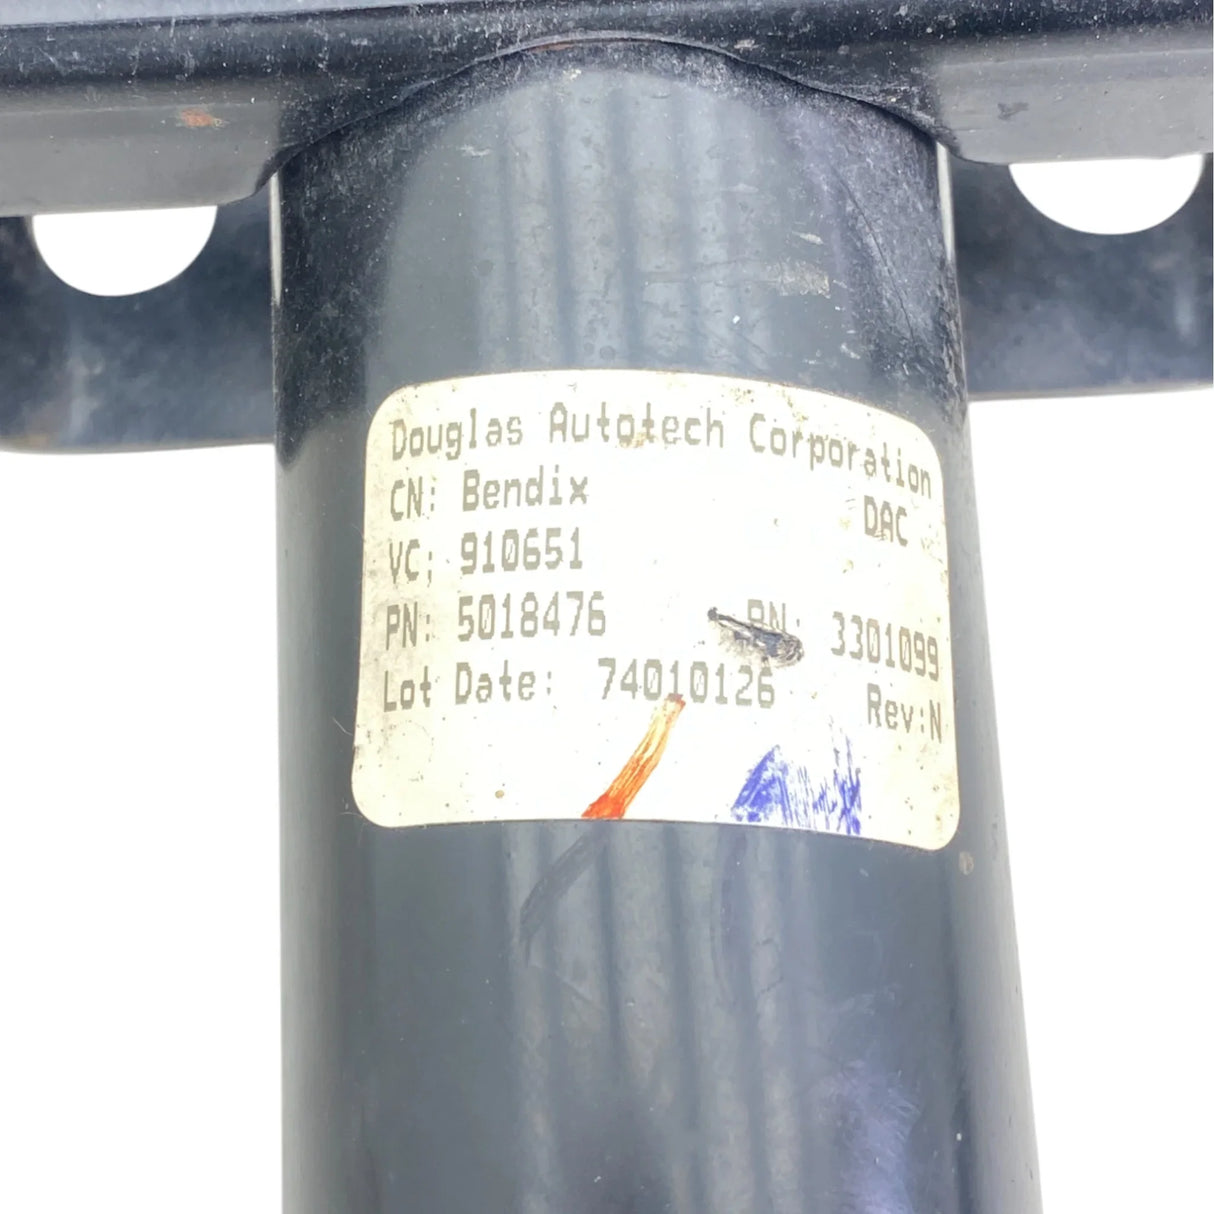 Douglas Autotech Corporation
CN: Bendix DAC
VC: 910651
PN: 5018476 PN: 3301099
Lot Date: 74010126 Rev:N